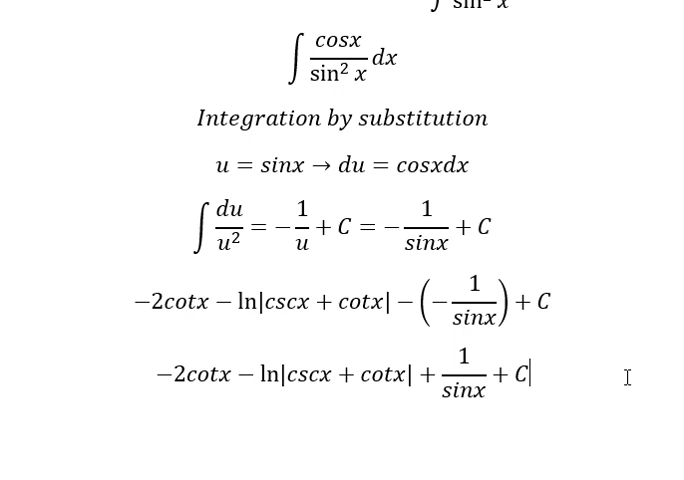 ∫ sin² x
∫ cosx / sin² x dx
Integration by substitution
u = sinx → du = cosxdx
∫ du / u² = − 1 / u + C = − 1 / sinx + C
−2cotx − ln|cscx + cotx| − (− 1 / sinx) + C
−2cotx − ln|cscx + cotx| + 1 / sinx + C